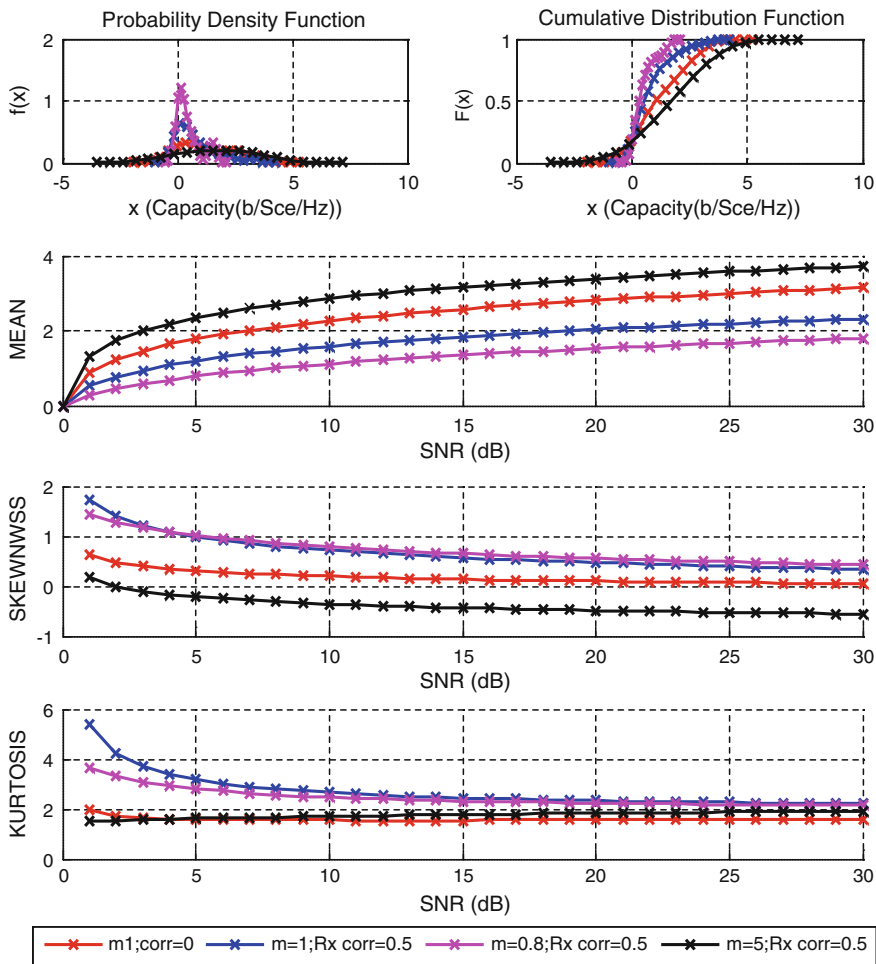 Probability Density Function
Cumulative Distribution Function
f(x)
2
1
0
-5
0
5
10
x (Capacity(b/Sce/Hz))
F(x)
1
0.5
0
-5
0
5
10
x (Capacity(b/Sce/Hz))
MEAN
4
2
0
0
5
10
15
20
25
30
SNR (dB)
SKEWNWSS
2
1
0
-1
0
5
10
15
20
25
30
SNR (dB)
KURTOSIS
6
4
2
0
0
5
10
15
20
25
30
SNR (dB)
m1;corr=0
m=1;Rx corr=0.5
m=0.8;Rx corr=0.5
m=5;Rx corr=0.5